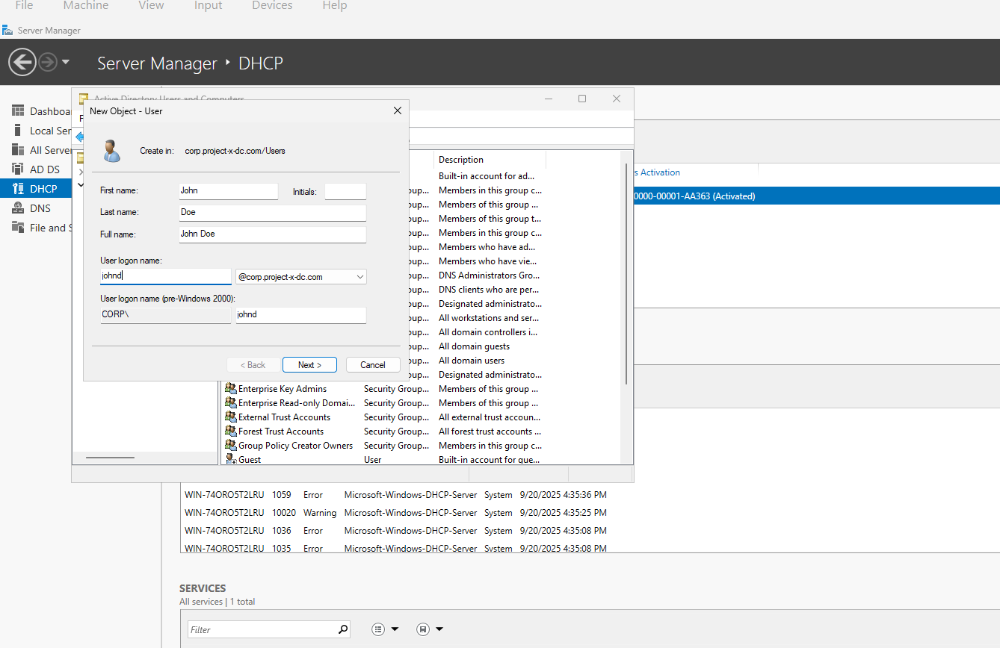 File Machine View Input Devices Help
Server Manager
Server Manager DHCP
Dashboa
Local Ser
All Server
AD DS
DHCP
DNS
File and S
Active Directory Users and Computers
New Object - User
Create in: corp.project-x-dc.com/Users
First name: John Initials:
Last name: Doe
Full name: John Doe
User logon name:
johnd @corp.project-x-dc.com
User logon name (pre-Windows 2000):
CORP\ johnd
< Back Next > Cancel
Description
Built-in account for ad...
oup... Members in this group c...
oup... Members of this group ...
oup... Members of this group t...
oup... Members in this group c...
oup... Members who have ad...
oup... Members who have vie...
oup... DNS Administrators Gro...
oup... DNS clients who are per...
oup... Designated administrato...
oup... All workstations and ser...
oup... All domain controllers i...
oup... All domain guests
oup... All domain users
oup... Designated administrato...
Enterprise Key Admins Security Group... Members of this group ...
Enterprise Read-only Domai... Security Group... Members of this group ...
External Trust Accounts Security Group... All external trust accoun...
Forest Trust Accounts Security Group... All forest trust accounts ...
Group Policy Creator Owners Security Group... Members in this group c...
Guest User Built-in account for gue...
s Activation
0000-00001-AA363 (Activated)
WIN-74ORO5T2LRU 1059 Error Microsoft-Windows-DHCP-Server System 9/20/2025 4:35:36 PM
WIN-74ORO5T2LRU 10020 Warning Microsoft-Windows-DHCP-Server System 9/20/2025 4:35:25 PM
WIN-74ORO5T2LRU 1036 Error Microsoft-Windows-DHCP-Server System 9/20/2025 4:35:08 PM
WIN-74ORO5T2LRU 1035 Error Microsoft-Windows-DHCP-Server System 9/20/2025 4:35:08 PM
SERVICES
All services | 1 total
Filter